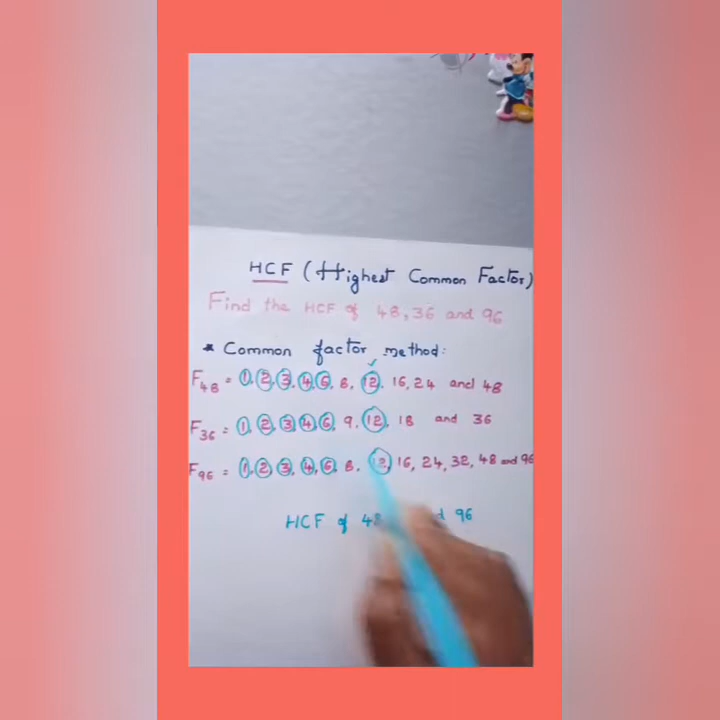 HCF (Highest Common Factor)
Find the HCF of 48, 36 and 96
* Common factor method:
F48 = 1, 2, 3, 4, 6, 8, 12, 16, 24 and 48
F36 = 1, 2, 3, 4, 6, 9, 12, 18 and 36
F96 = 1, 2, 3, 4, 6, 8, 12, 16, 24, 32, 48 and 96
HCF of 48 96